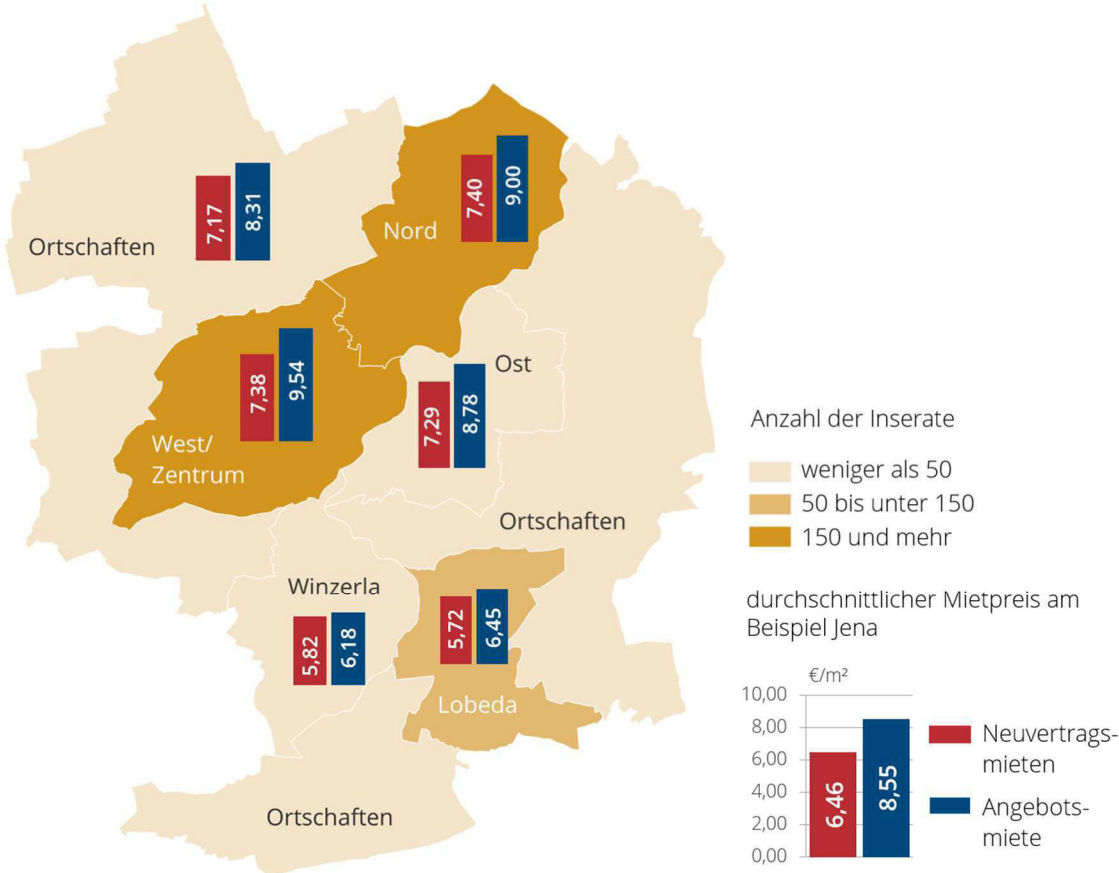 7,17
8,31
Ortschaften
7,40
9,00
Nord
7,38
9,54
West/
Zentrum
Ost
7,29
8,78
Ortschaften
Winzerla
5,82
6,18
5,72
6,45
Lobeda
Ortschaften
Anzahl der Inserate
weniger als 50
50 bis unter 150
150 und mehr
durchschnittlicher Mietpreis am
Beispiel Jena
€/m²
10,00
8,00
6,00
4,00
2,00
0,00
6,46
8,55
Neuvertrags-
mieten
Angebots-
miete